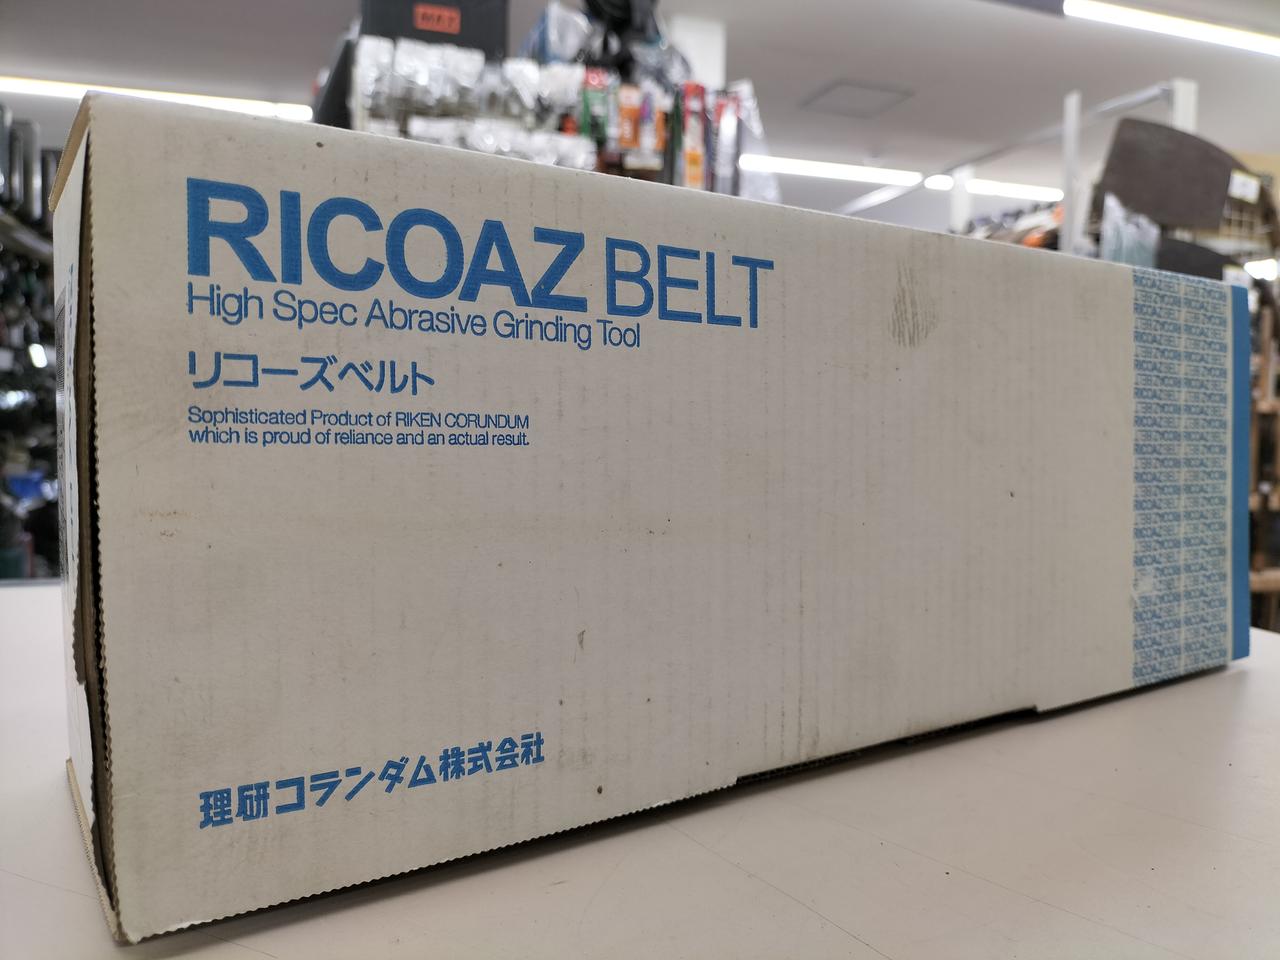 MAX
RICOAZ BELT
High Spec Abrasive Grinding Tool
リコーズベルト
Sophisticated Product of RIKEN CORUNDUM
which is proud of reliance and an actual result.
理研コランダム株式会社